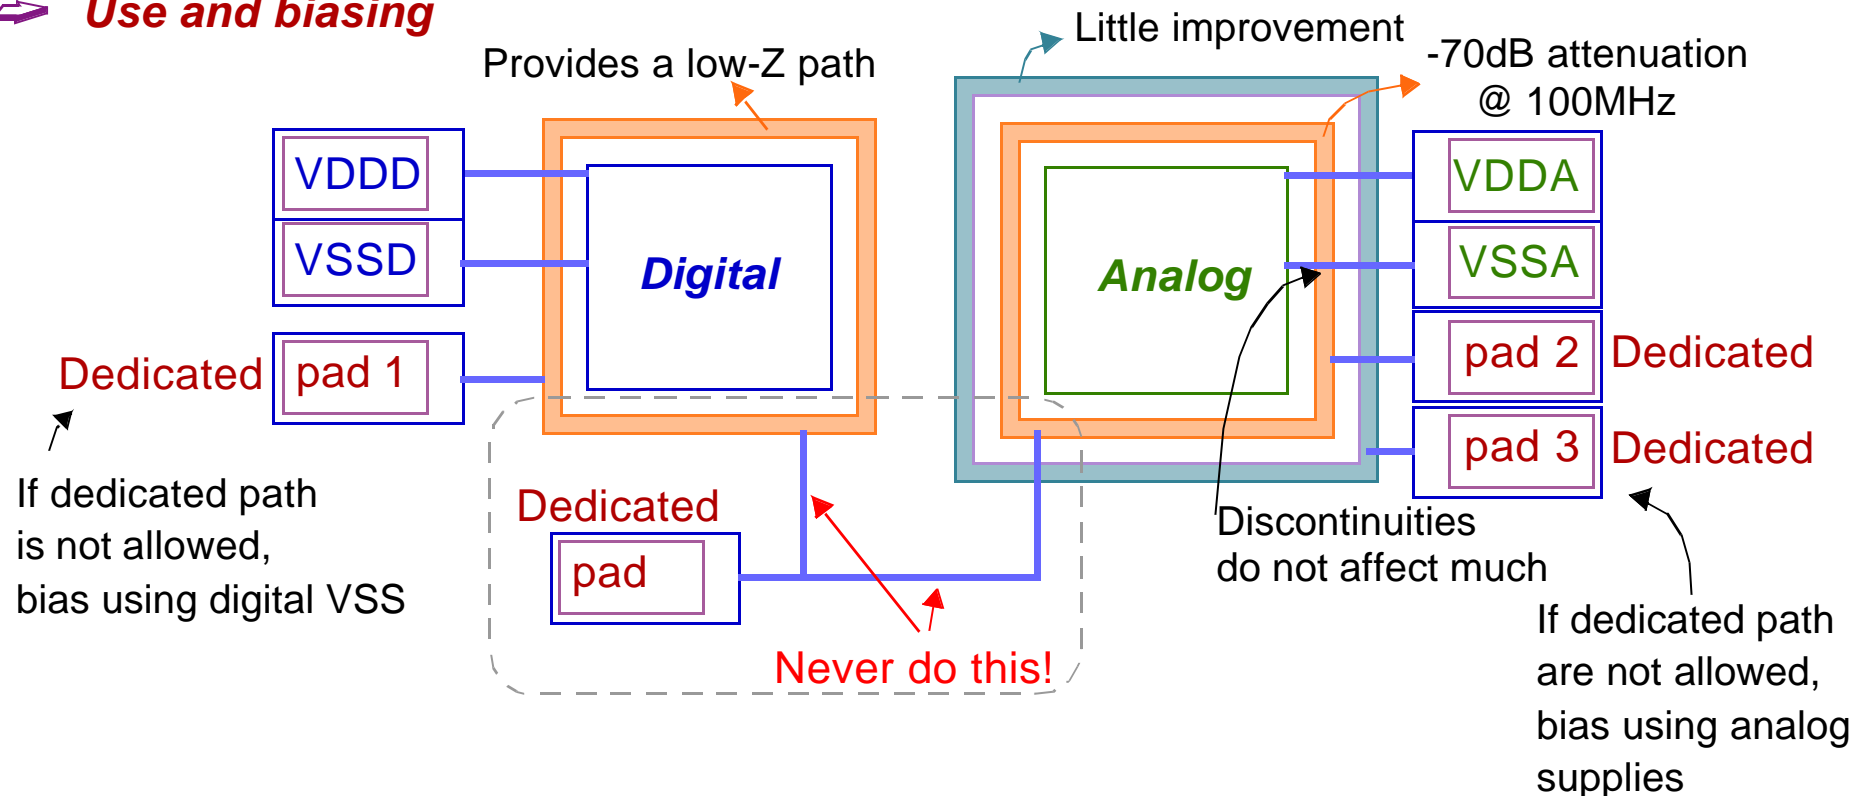 Use and biasing
Provides a low-Z path
Little improvement
-70dB attenuation
@ 100MHz
VDDD
VSSD
Digital
Analog
VDDA
VSSA
Dedicated
pad 1
pad 2
Dedicated
pad 3
Dedicated
If dedicated path
is not allowed,
bias using digital VSS
Dedicated
pad
Never do this!
Discontinuities
do not affect much
If dedicated path
are not allowed,
bias using analog
supplies